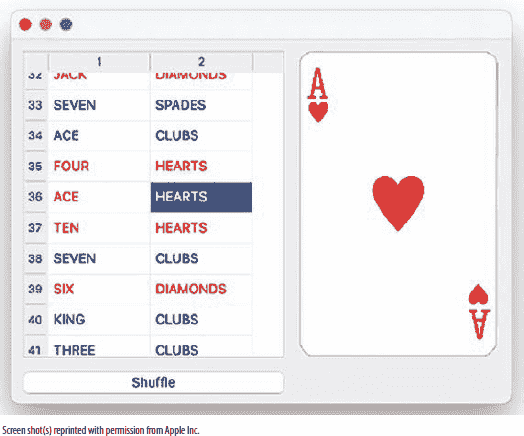 1 2
32 JACK DIAMONDS
33 SEVEN SPADES
34 ACE CLUBS
35 FOUR HEARTS
36 ACE HEARTS
37 TEN HEARTS
38 SEVEN CLUBS
39 SIX DIAMONDS
40 KING CLUBS
41 THREE CLUBS
A
A
Shuffle
Screen shot(s) reprinted with permission from Apple Inc.